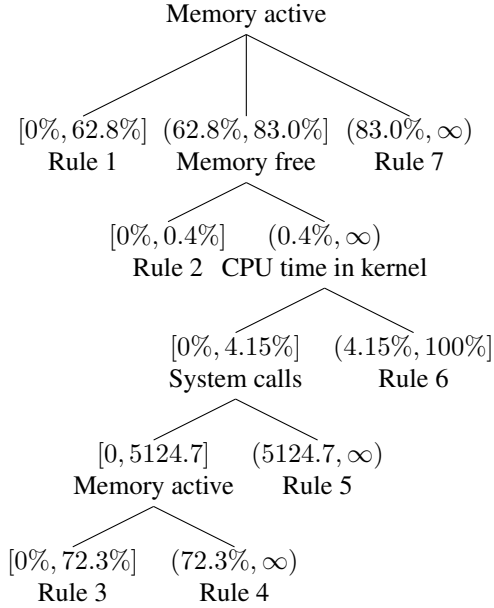 Memory active
[0%, 62.8%] (62.8%, 83.0%] (83.0%, ∞)
Rule 1 Memory free Rule 7
[0%, 0.4%] (0.4%, ∞)
Rule 2 CPU time in kernel
[0%, 4.15%] (4.15%, 100%]
System calls Rule 6
[0, 5124.7] (5124.7, ∞)
Memory active Rule 5
[0%, 72.3%] (72.3%, ∞)
Rule 3 Rule 4